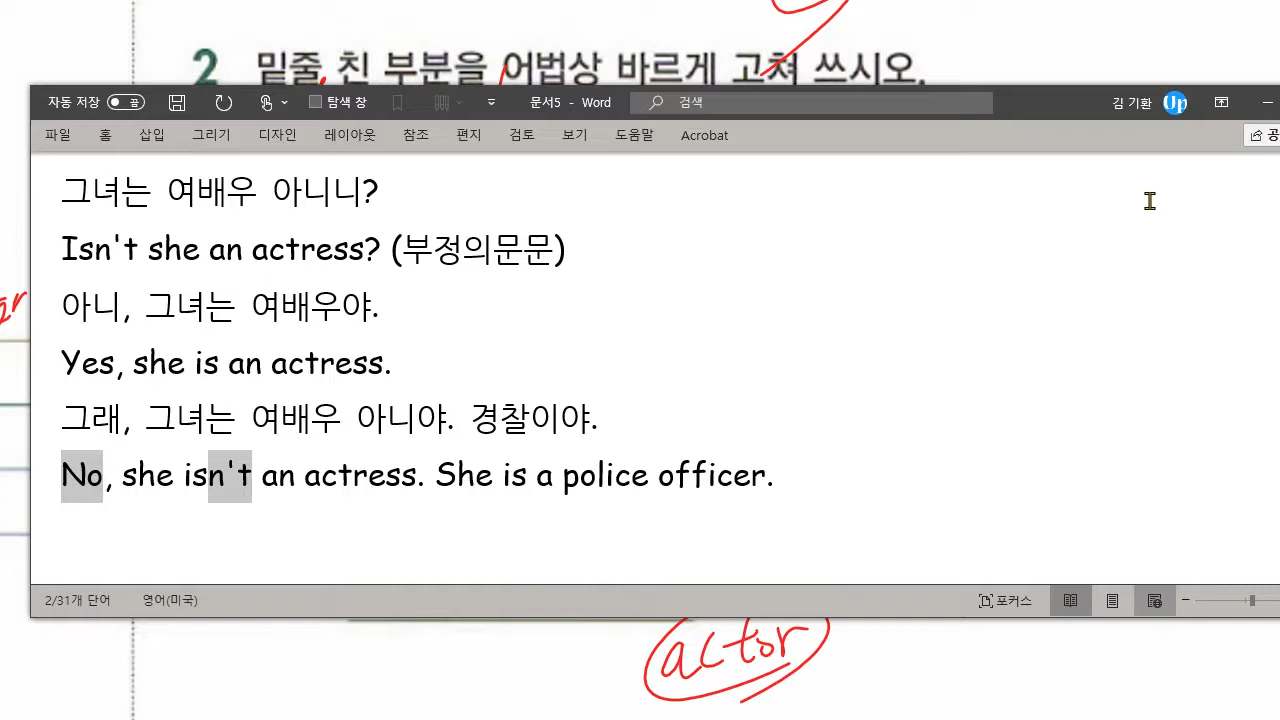 2 밑줄 친 부분을 어법상 바르게 고쳐 쓰시오.
자동 저장 끔 탐색 창 문서5 - Word 검색 김 기환 Up
파일 홈 삽입 그리기 디자인 레이아웃 참조 편지 검토 보기 도움말 Acrobat 공
그녀는 여배우 아니니?
Isn't she an actress? (부정의문문)
아니, 그녀는 여배우야.
Yes, she is an actress.
그래, 그녀는 여배우 아니야. 경찰이야.
No, she isn't an actress. She is a police officer.
2/31개 단어 영어(미국) 포커스
actor